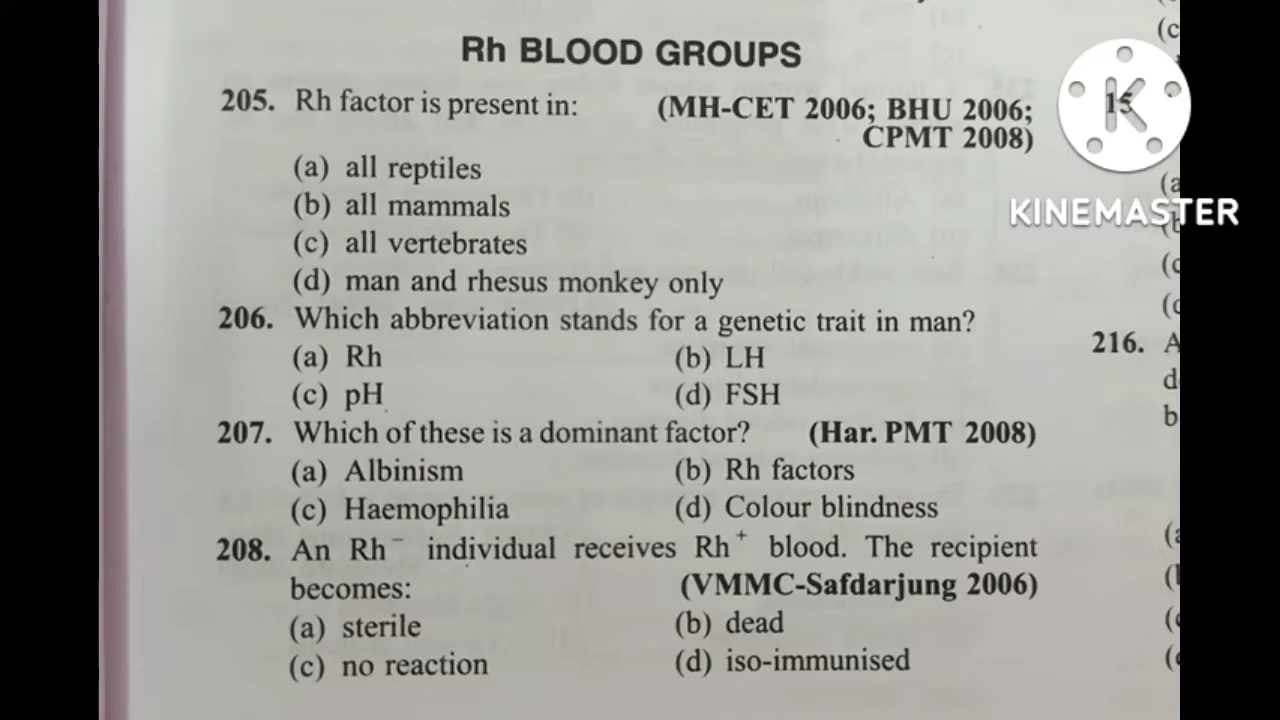 Rh BLOOD GROUPS
205. Rh factor is present in: (MH-CET 2006; BHU 2006;
CPMT 2008)
(a) all reptiles
(b) all mammals
(c) all vertebrates
(d) man and rhesus monkey only
206. Which abbreviation stands for a genetic trait in man?
(a) Rh (b) LH
(c) pH (d) FSH
207. Which of these is a dominant factor? (Har. PMT 2008)
(a) Albinism (b) Rh factors
(c) Haemophilia (d) Colour blindness
208. An Rh⁻ individual receives Rh⁺ blood. The recipient
becomes: (VMMC-Safdarjung 2006)
(a) sterile (b) dead
(c) no reaction (d) iso-immunised
216. A
d
b
15
K
KINEMASTER